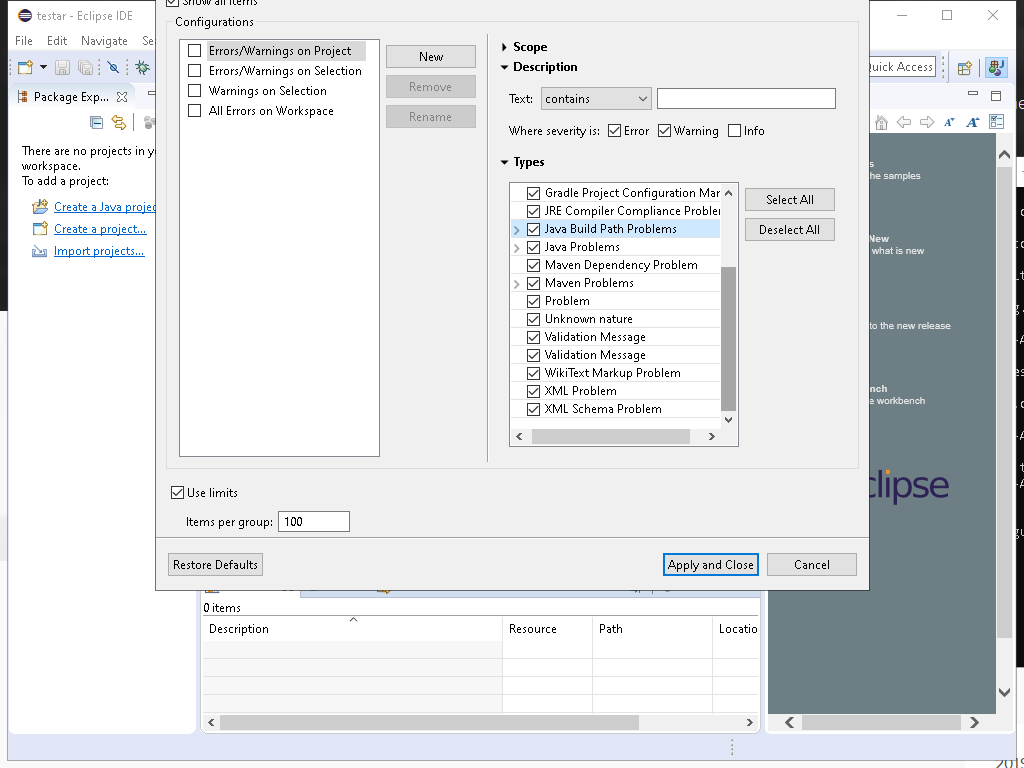 testar - Eclipse IDE
Show all items
File Edit Navigate Se
Configurations
Errors/Warnings on Project
Errors/Warnings on Selection
Warnings on Selection
All Errors on Workspace
New
Remove
Rename
Scope
Description
Text: contains
Where severity is: Error Warning Info
Types
Gradle Project Configuration Mar
JRE Compiler Compliance Probler
Java Build Path Problems
Java Problems
Maven Dependency Problem
Maven Problems
Problem
Unknown nature
Validation Message
Validation Message
WikiText Markup Problem
XML Problem
XML Schema Problem
Select All
Deselect All
Use limits
Items per group: 100
Restore Defaults
Apply and Close
Cancel
Quick Access
Package Exp...
There are no projects in y
workspace.
To add a project:
Create a Java projec
Create a project...
Import projects...
s
he samples
New
what is new
to the new release
nch
e workbench
clipse
0 items
Description Resource Path Locatio
2019